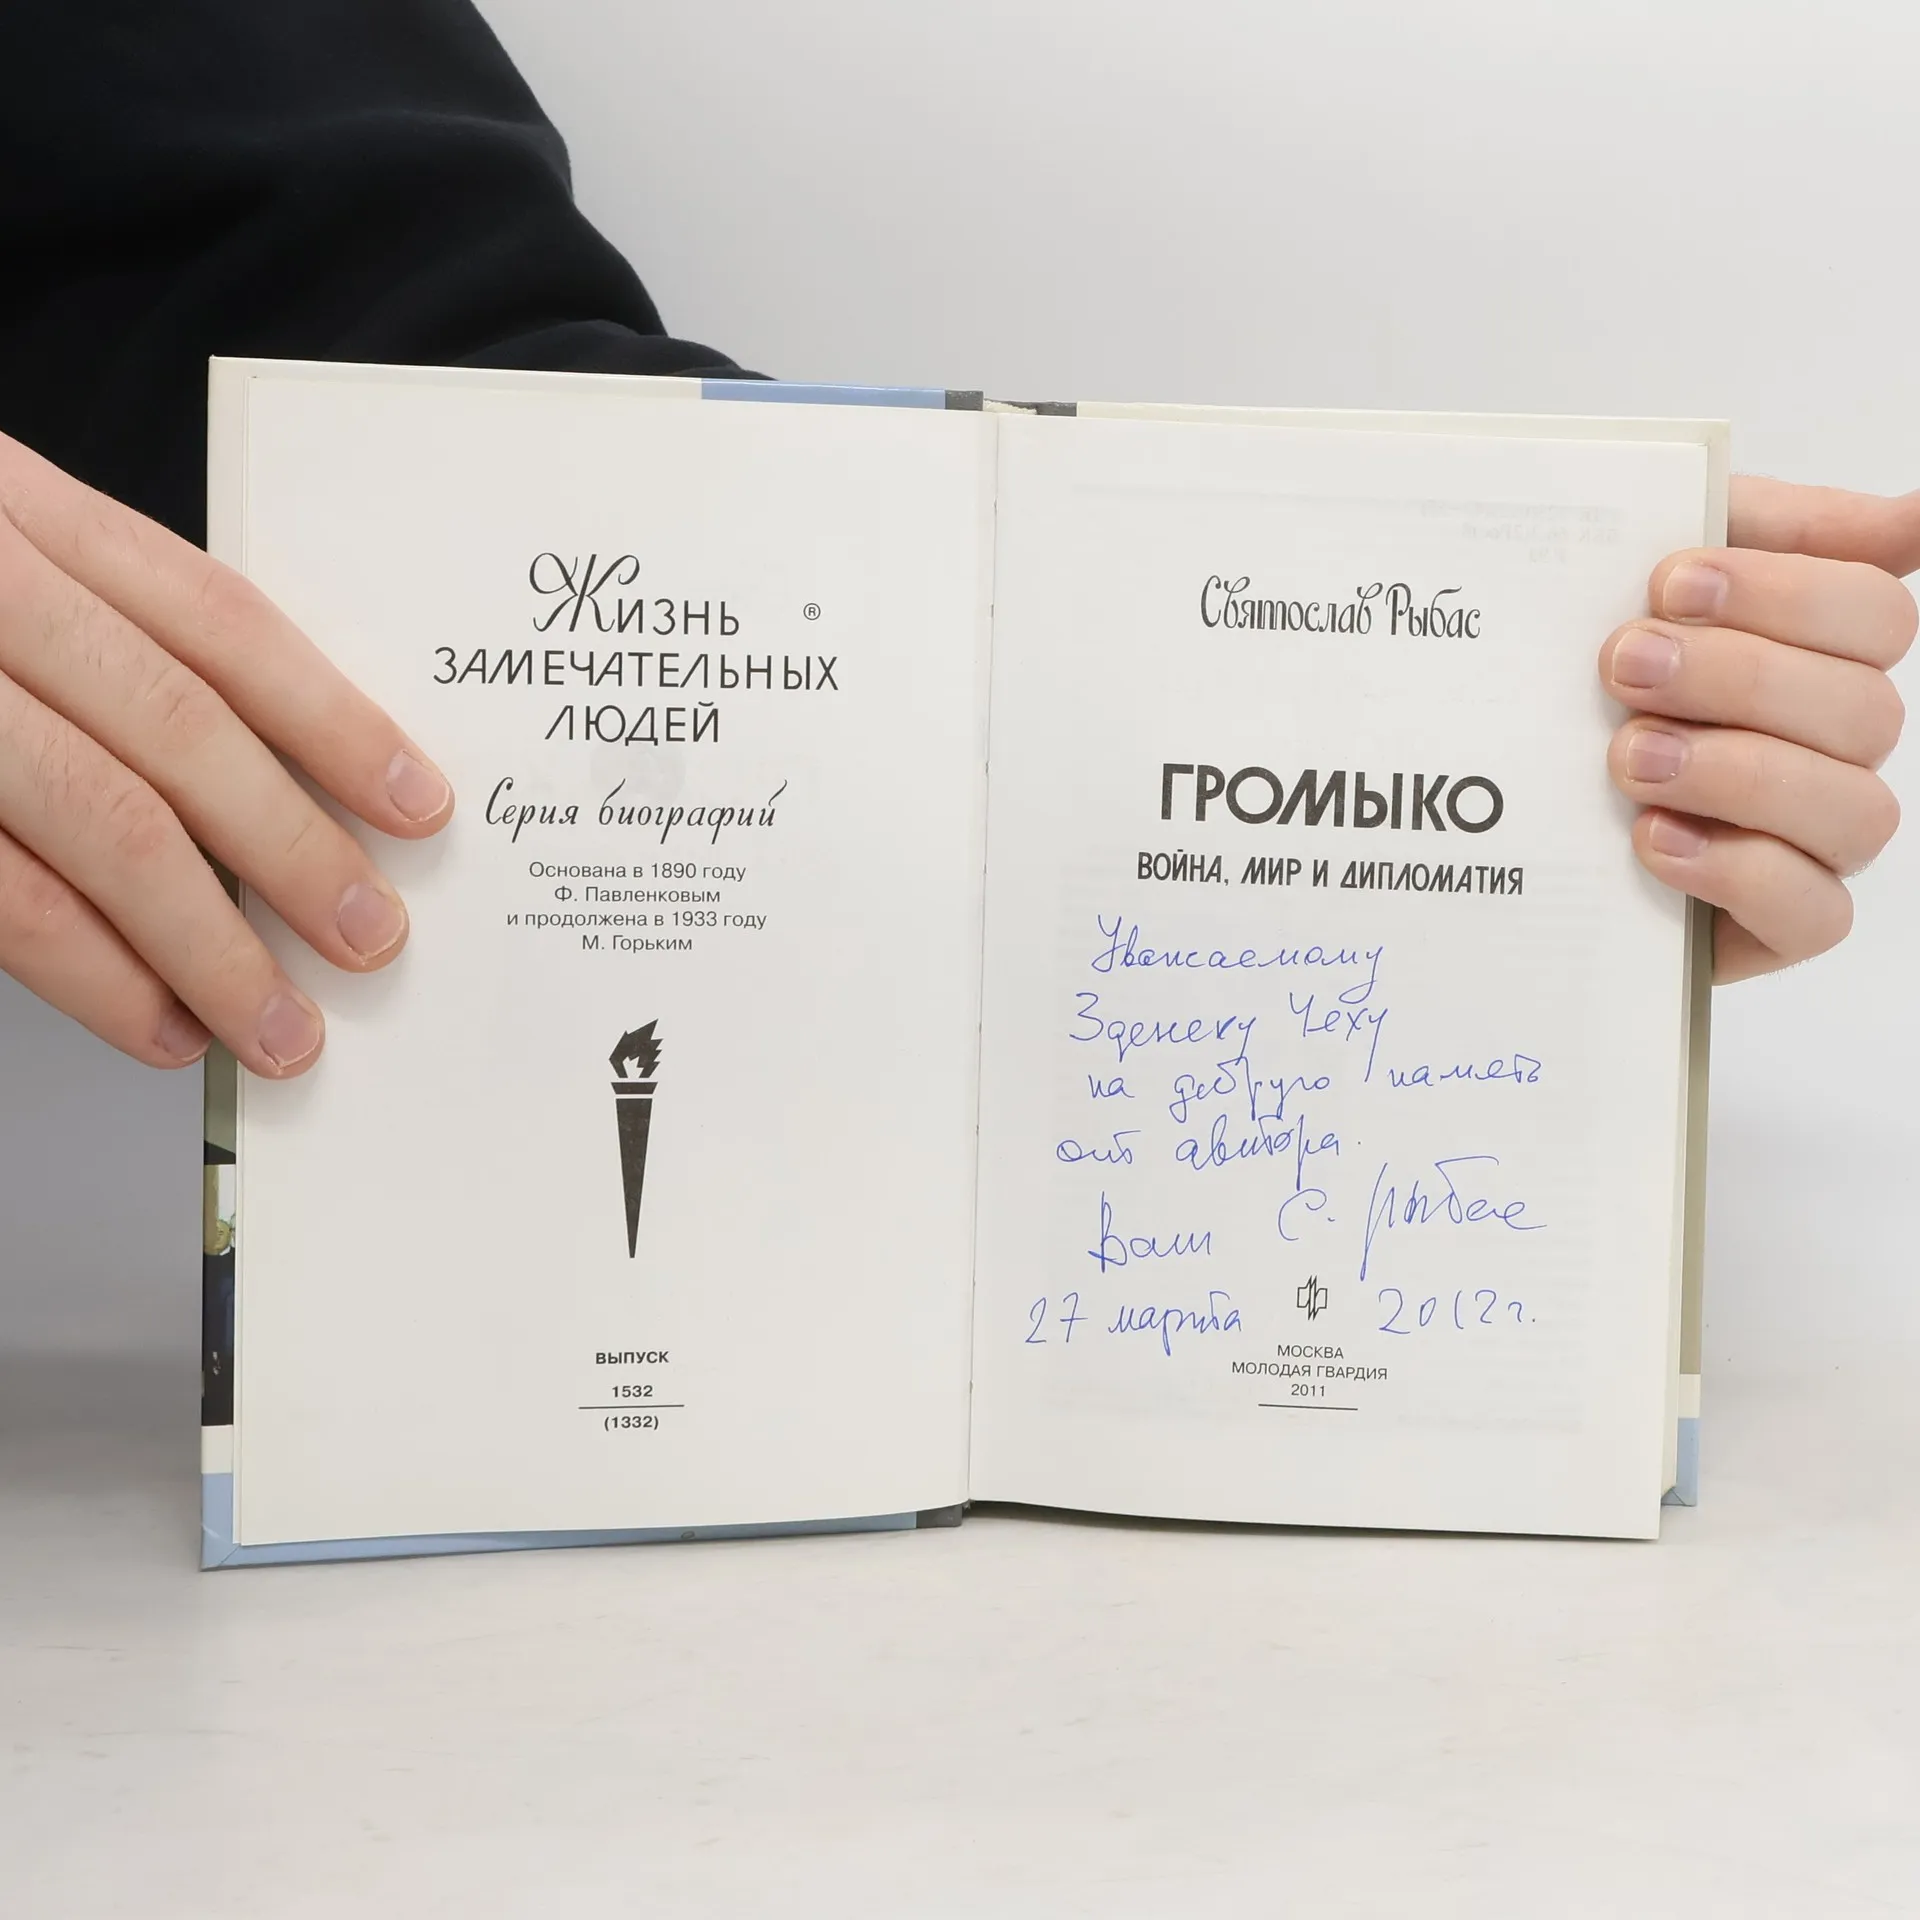 Жизнь ®
ЗАМЕЧАТЕЛЬНЫХ
ЛЮДЕЙ
Серия биографий
Основана в 1890 году
Ф. Павленковым
и продолжена в 1933 году
М. Горьким
ВЫПУСК
1532
(1332)
Святослав Рыбас
ГРОМЫКО
ВОЙНА, МИР И ДИПЛОМАТИЯ
Уважаемому
Зденеку Чеху
на добрую память
от автора.
Ваш С. Рыбас
27 марта 2012 г.
МОСКВА
МОЛОДАЯ ГВАРДИЯ
2011